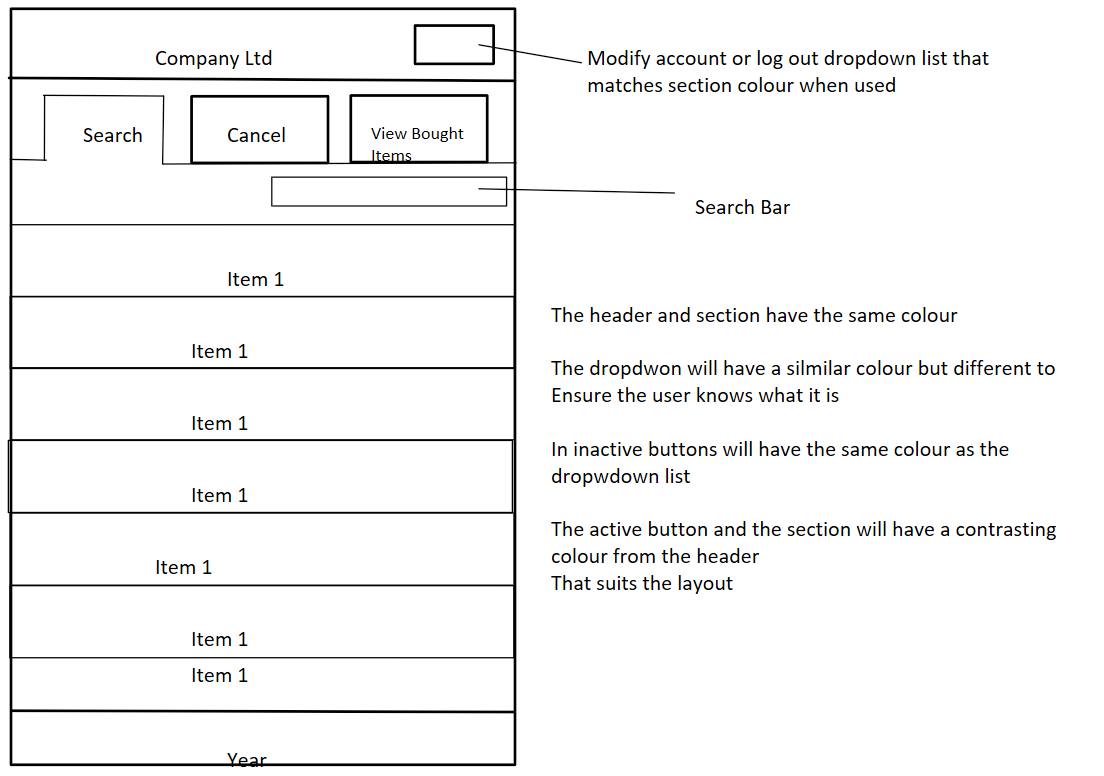 Company Ltd
Modify account or log out dropdown list that
matches section colour when used
Search
Cancel
View Bought
Items
Search Bar
Item 1
Item 1
Item 1
Item 1
Item 1
Item 1
Item 1
Year
The header and section have the same colour
The dropdwon will have a silmilar colour but different to
Ensure the user knows what it is
In inactive buttons will have the same colour as the
dropwdown list
The active button and the section will have a contrasting
colour from the header
That suits the layout